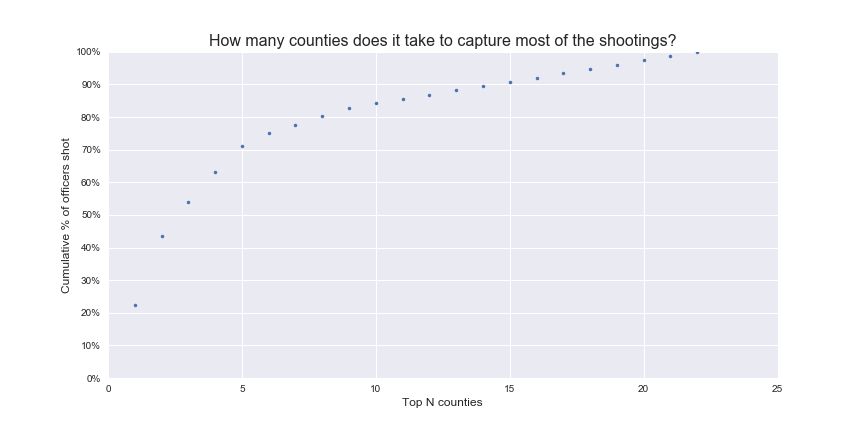 How many counties does it take to capture most of the shootings?
100%
90%
80%
70%
60%
50%
40%
30%
20%
10%
0%
Cumulative % of officers shot
0 5 10 15 20 25
Top N counties